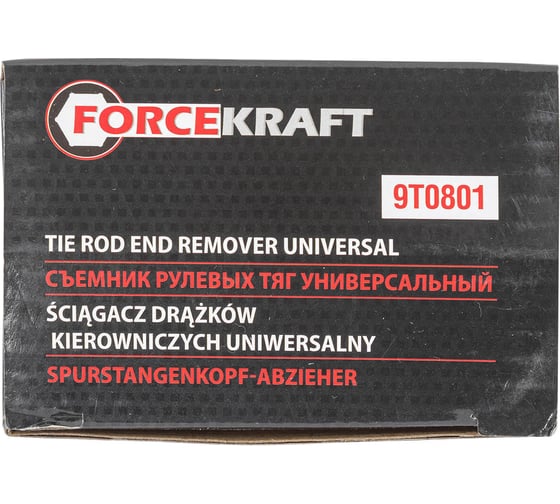 FORCEKRAFT
9T0801
TIE ROD END REMOVER UNIVERSAL
СЪЕМНИК РУЛЕВЫХ ТЯГ УНИВЕРСАЛЬНЫЙ
ŚCIĄGACZ DRĄŻKÓW
KIEROWNICZYCH UNIWERSALNY
SPURSTANGENKOPF-ABZIEHER